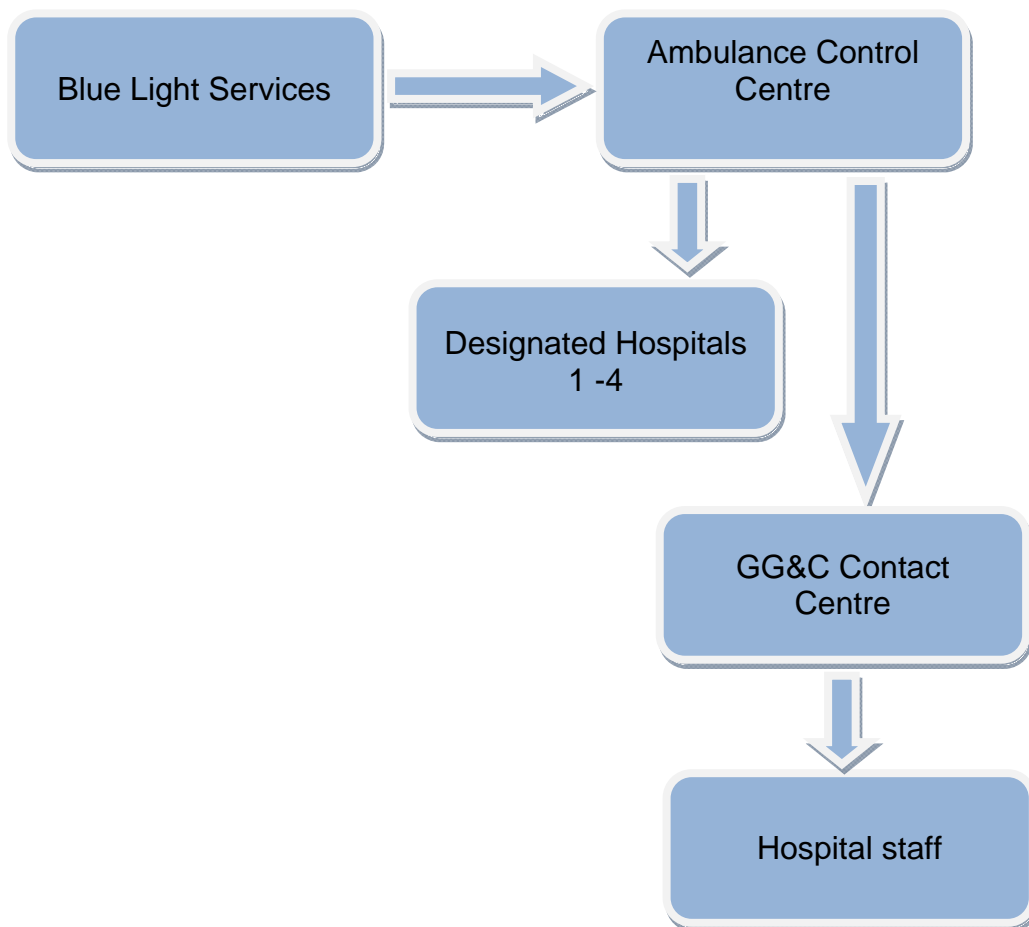 Blue Light Services
Ambulance Control
Centre
Designated Hospitals
1 -4
GG&C Contact
Centre
Hospital staff